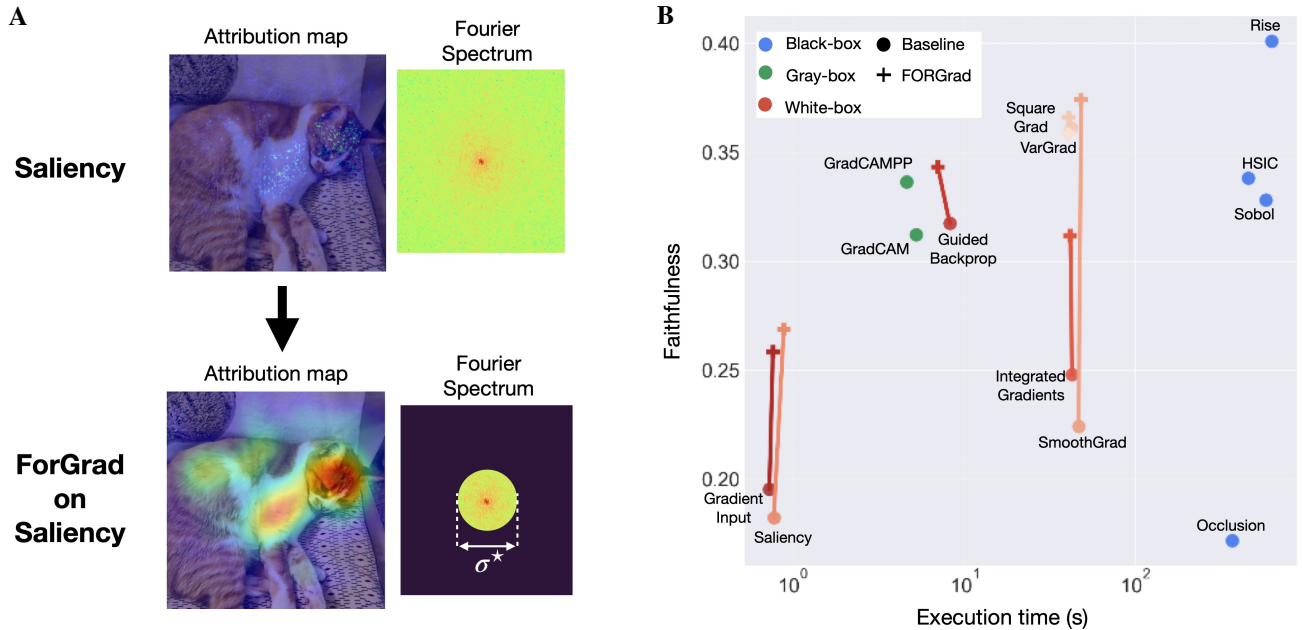 A
Attribution map
Fourier
Spectrum
Saliency
Attribution map
Fourier
Spectrum
ForGrad
on
Saliency
σ*
B
Black-box
Gray-box
White-box
Baseline
FORGrad
Rise
Square
Grad
VarGrad
GradCAMPP
HSIC
Sobol
GradCAM
Guided
Backprop
Integrated
Gradients
SmoothGrad
Gradient
Input
Saliency
Occlusion
0.40
0.35
0.30
0.25
0.20
Faithfulness
10⁰
10¹
10²
Execution time (s)